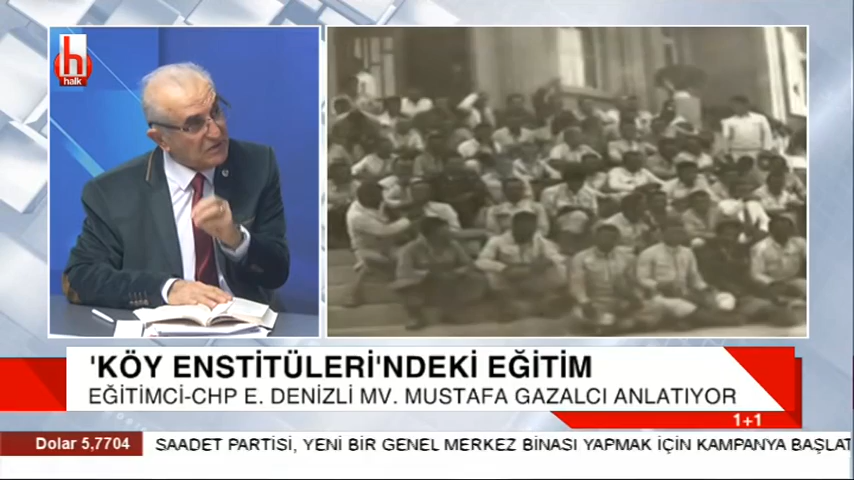 h
halk
'KÖY ENSTİTÜLERİ'NDEKİ EĞİTİM
EĞİTİMCİ-CHP E. DENİZLİ MV. MUSTAFA GAZALCI ANLATIYOR
1+1
Dolar 5,7704 SAADET PARTİSİ, YENİ BİR GENEL MERKEZ BİNASI YAPMAK İÇİN KAMPANYA BAŞLAT